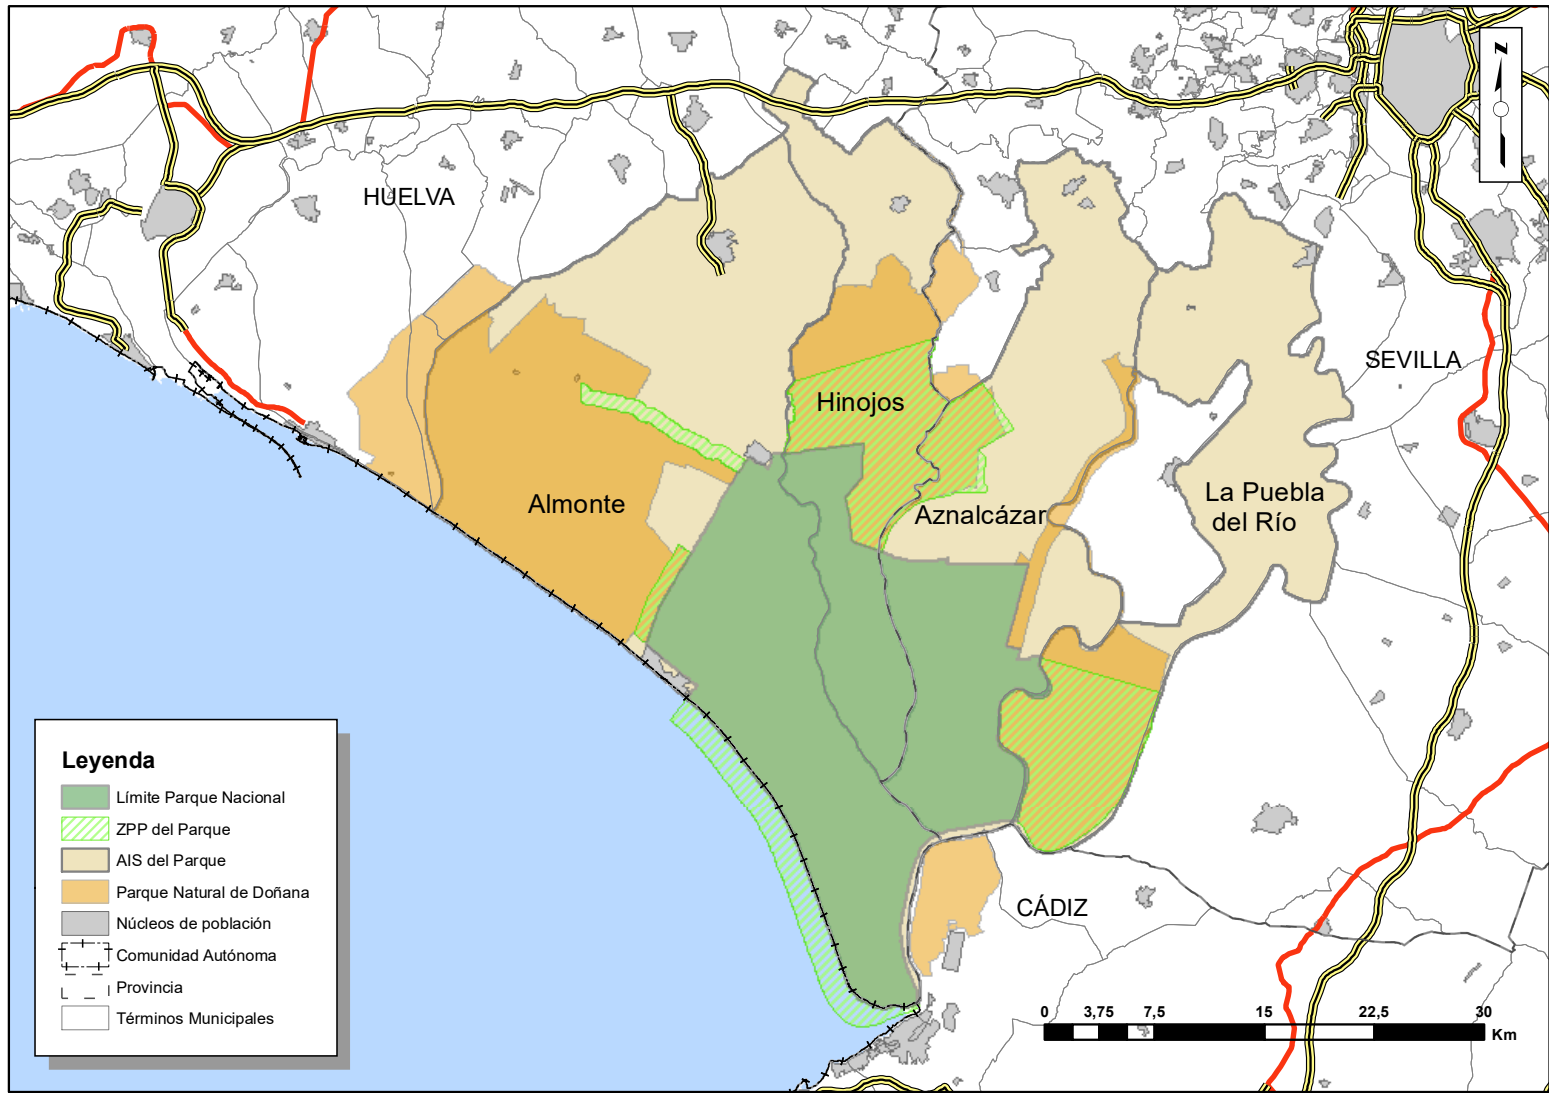 N
HUELVA
SEVILLA
Hinojos
Almonte
Aznalcázar
La Puebla
del Río
CÁDIZ
Leyenda
Límite Parque Nacional
ZPP del Parque
AIS del Parque
Parque Natural de Doñana
Núcleos de población
Comunidad Autónoma
Provincia
Términos Municipales
0 3,75 7,5 15 22,5 30
Km